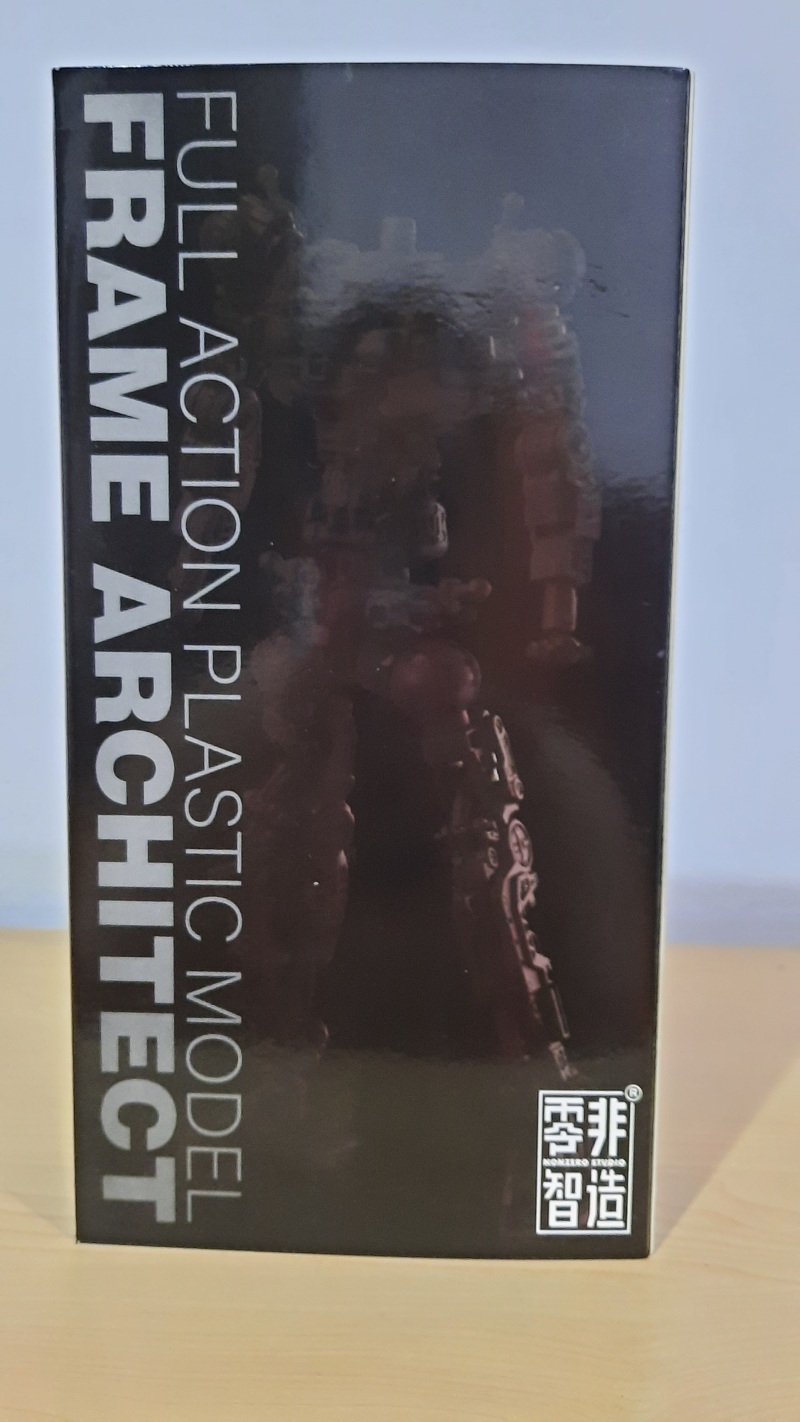 FULL ACTION PLASTIC MODEL
FRAME ARCHITECT
零非
NONZERO STUDIO
智造
®